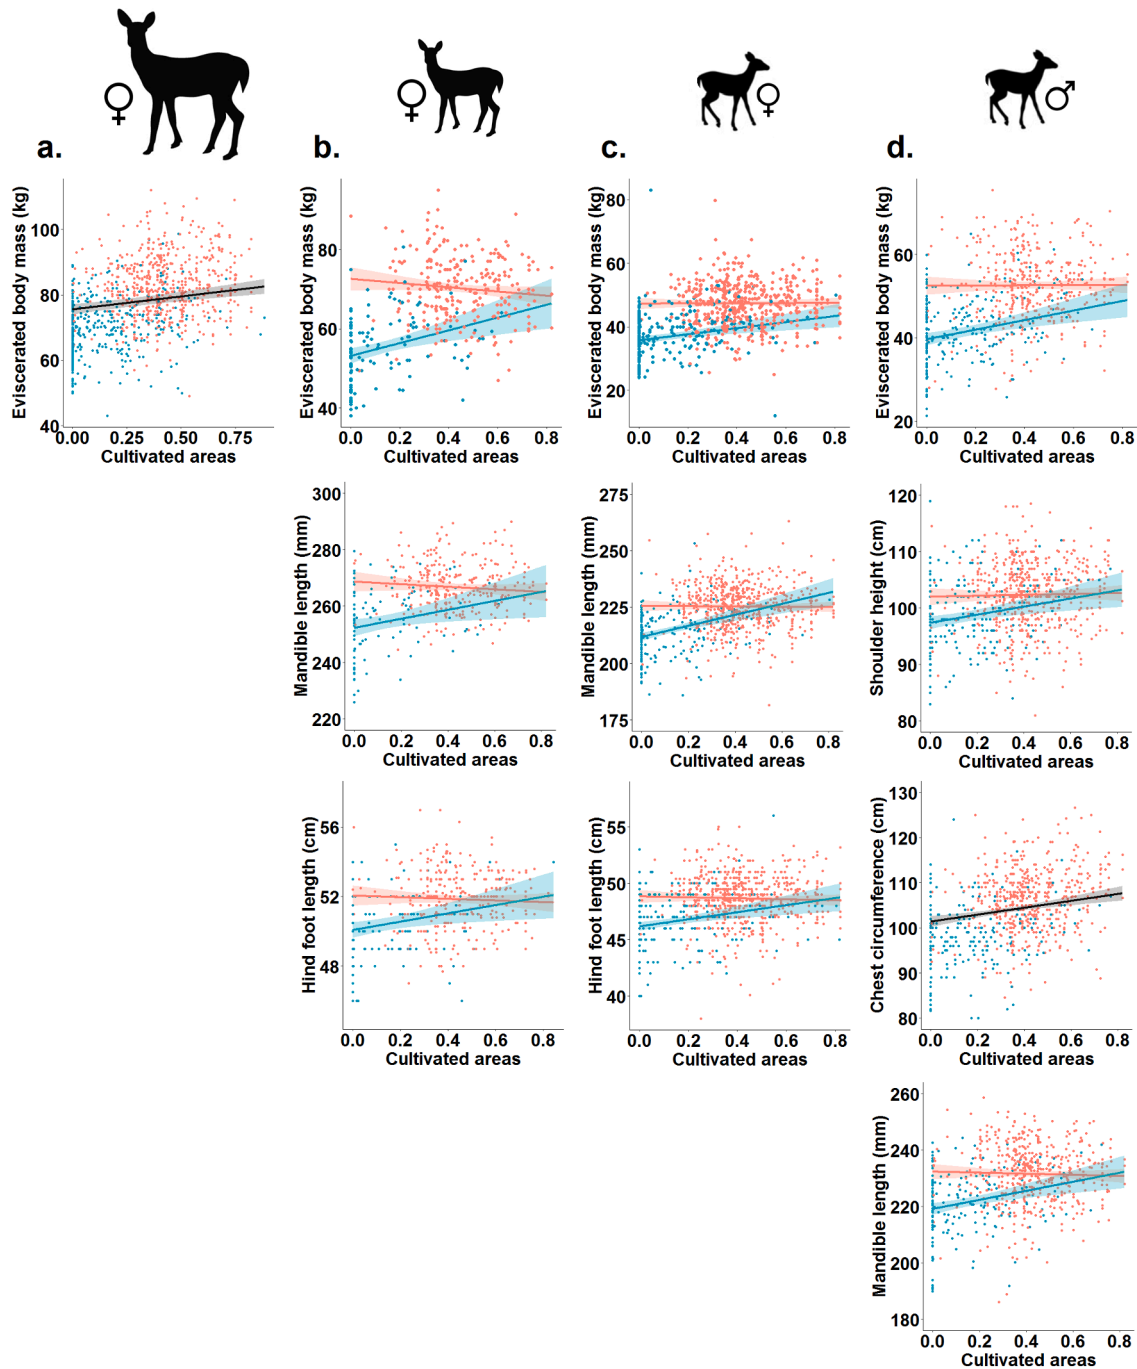 ♀
♀
♀
♂
a.
b.
c.
d.
Eviscerated body mass (kg)
100
80
60
40
0.00 0.25 0.50 0.75
Cultivated areas
Eviscerated body mass (kg)
80
60
40
0.0 0.2 0.4 0.6 0.8
Cultivated areas
Eviscerated body mass (kg)
80
60
40
20
0.0 0.2 0.4 0.6 0.8
Cultivated areas
Eviscerated body mass (kg)
60
40
20
0.0 0.2 0.4 0.6 0.8
Cultivated areas
Mandible length (mm)
300
280
260
240
220
0.0 0.2 0.4 0.6 0.8
Cultivated areas
Mandible length (mm)
275
250
225
200
175
0.0 0.2 0.4 0.6 0.8
Cultivated areas
Shoulder height (cm)
120
110
100
90
80
0.0 0.2 0.4 0.6 0.8
Cultivated areas
Hind foot length (cm)
56
52
48
0.0 0.2 0.4 0.6 0.8
Cultivated areas
Hind foot length (cm)
55
50
45
40
0.0 0.2 0.4 0.6 0.8
Cultivated areas
Chest circumference (cm)
130
120
110
100
90
80
0.0 0.2 0.4 0.6 0.8
Cultivated areas
Mandible length (mm)
260
240
220
200
180
0.0 0.2 0.4 0.6 0.8
Cultivated areas